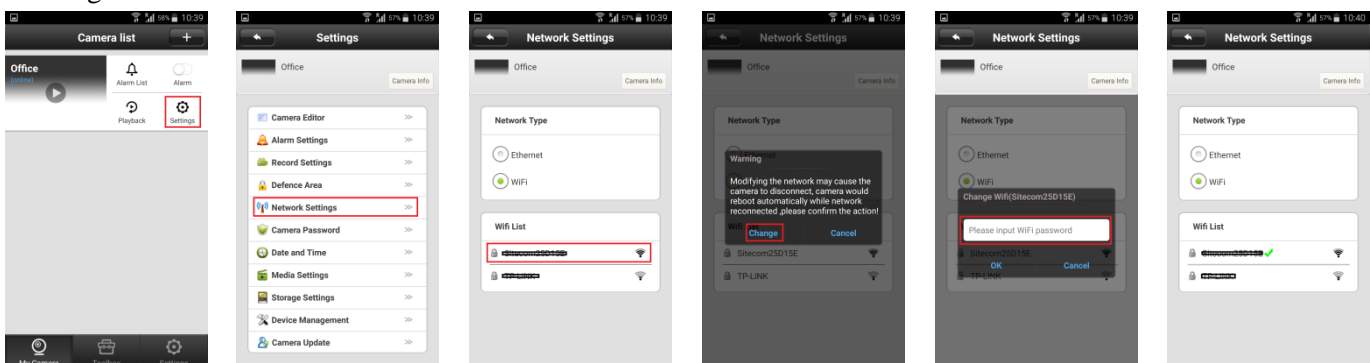 58% 10:39
Camera list +
Office
(online)
Alarm List
Alarm
Playback
Settings
My Camera
Toolbox
Settings
57% 10:39
Settings
Office
Camera Info
Camera Editor
Alarm Settings
Record Settings
Defence Area
Network Settings
Camera Password
Date and Time
Media Settings
Storage Settings
Device Management
Camera Update
57% 10:39
Network Settings
Office
Camera Info
Network Type
Ethernet
WiFi
Wifi List
57% 10:39
Network Settings
Office
Camera Info
Network Type
Warning
Modifying the network may cause the
camera to disconnect, camera would
reboot automatically while network
reconnected ,please confirm the action!
Change Cancel
Sitecom25D15E
TP-LINK
57% 10:39
Network Settings
Office
Camera Info
Network Type
Ethernet
WiFi
Change Wifi(Sitecom25D15E)
Please input WiFi password
Sitecom25D15E
OK Cancel
TP-LINK
57% 10:40
Network Settings
Office
Camera Info
Network Type
Ethernet
WiFi
Wifi List